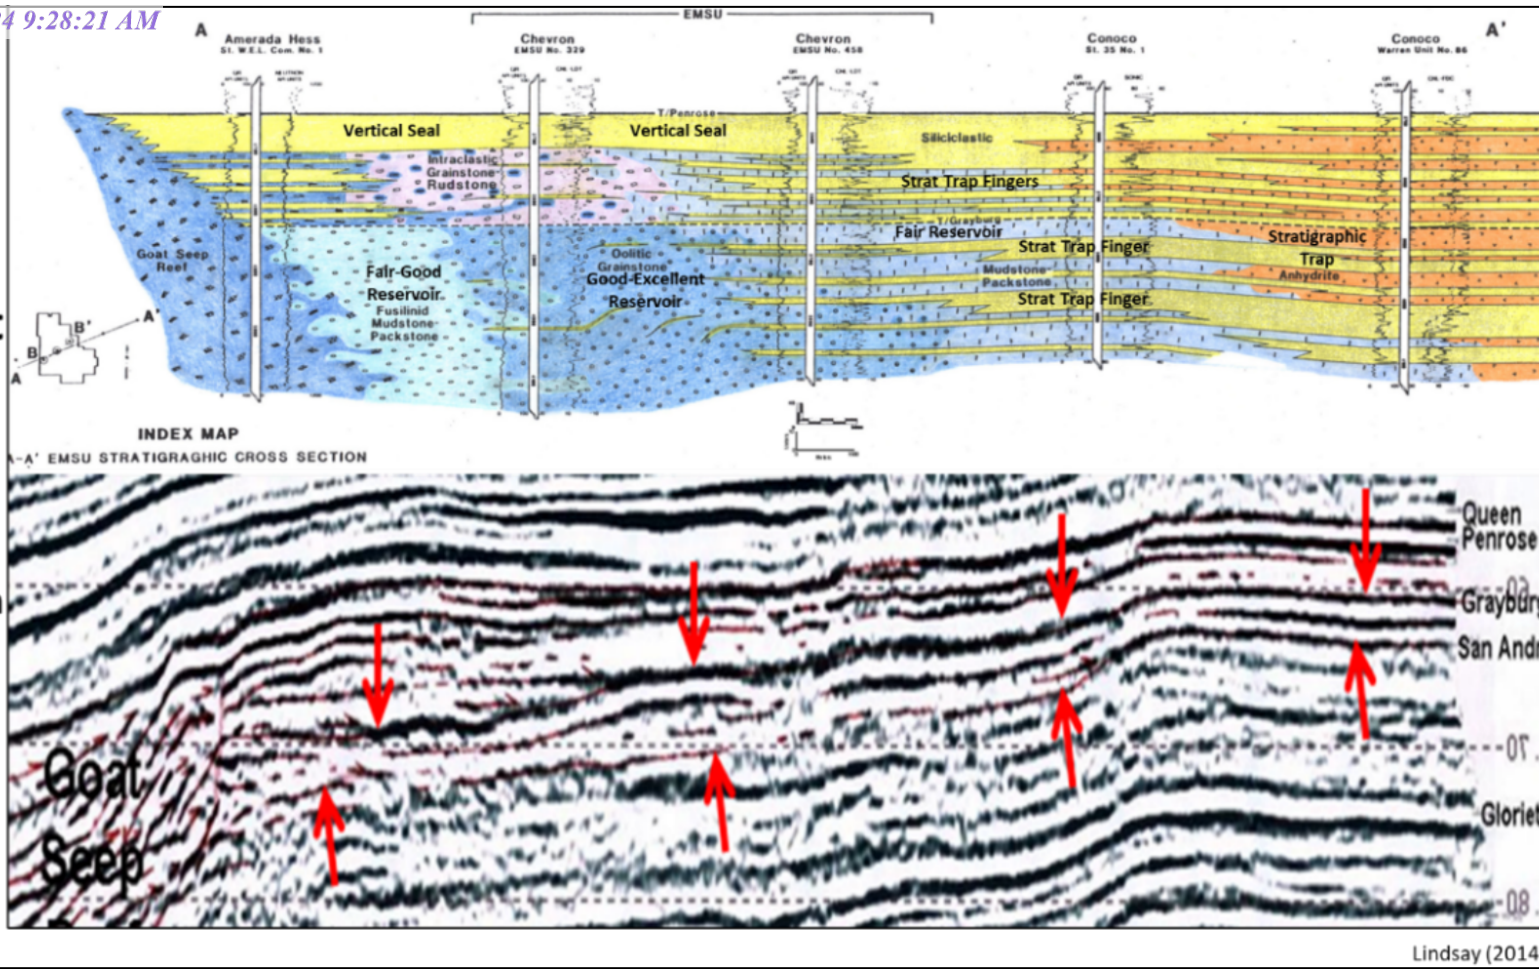 4 9:28:21 AM
EMSU
A
A'
Amerada Hess
St. W.E.L. Com. No. 1
Chevron
EMSU No. 329
Chevron
EMSU No. 458
Conoco
St. 35 No. 1
Conoco
Warren Unit No. 86
T/Penrose
Vertical Seal
Vertical Seal
Siliciclastic
Intraclastic
Grainstone
Rudstone
Strat Trap Fingers
T/Grayburg
Fair Reservoir
Stratigraphic
Trap
Anhydrite
Strat Trap Finger
Goat Seep
Reef
Fair-Good
Reservoir
Fusilinid
Mudstone-
Packstone
Oolitic
Grainstone
Good-Excellent
Reservoir
Mudstone-
Packstone
Strat Trap Finger
A'
B'
B
A
INDEX MAP
A-A' EMSU STRATIGRAGHIC CROSS SECTION
Queen
Penrose
Graybur
San Andr
Goat
Seep
Gloriet
07
08
Lindsay (2014